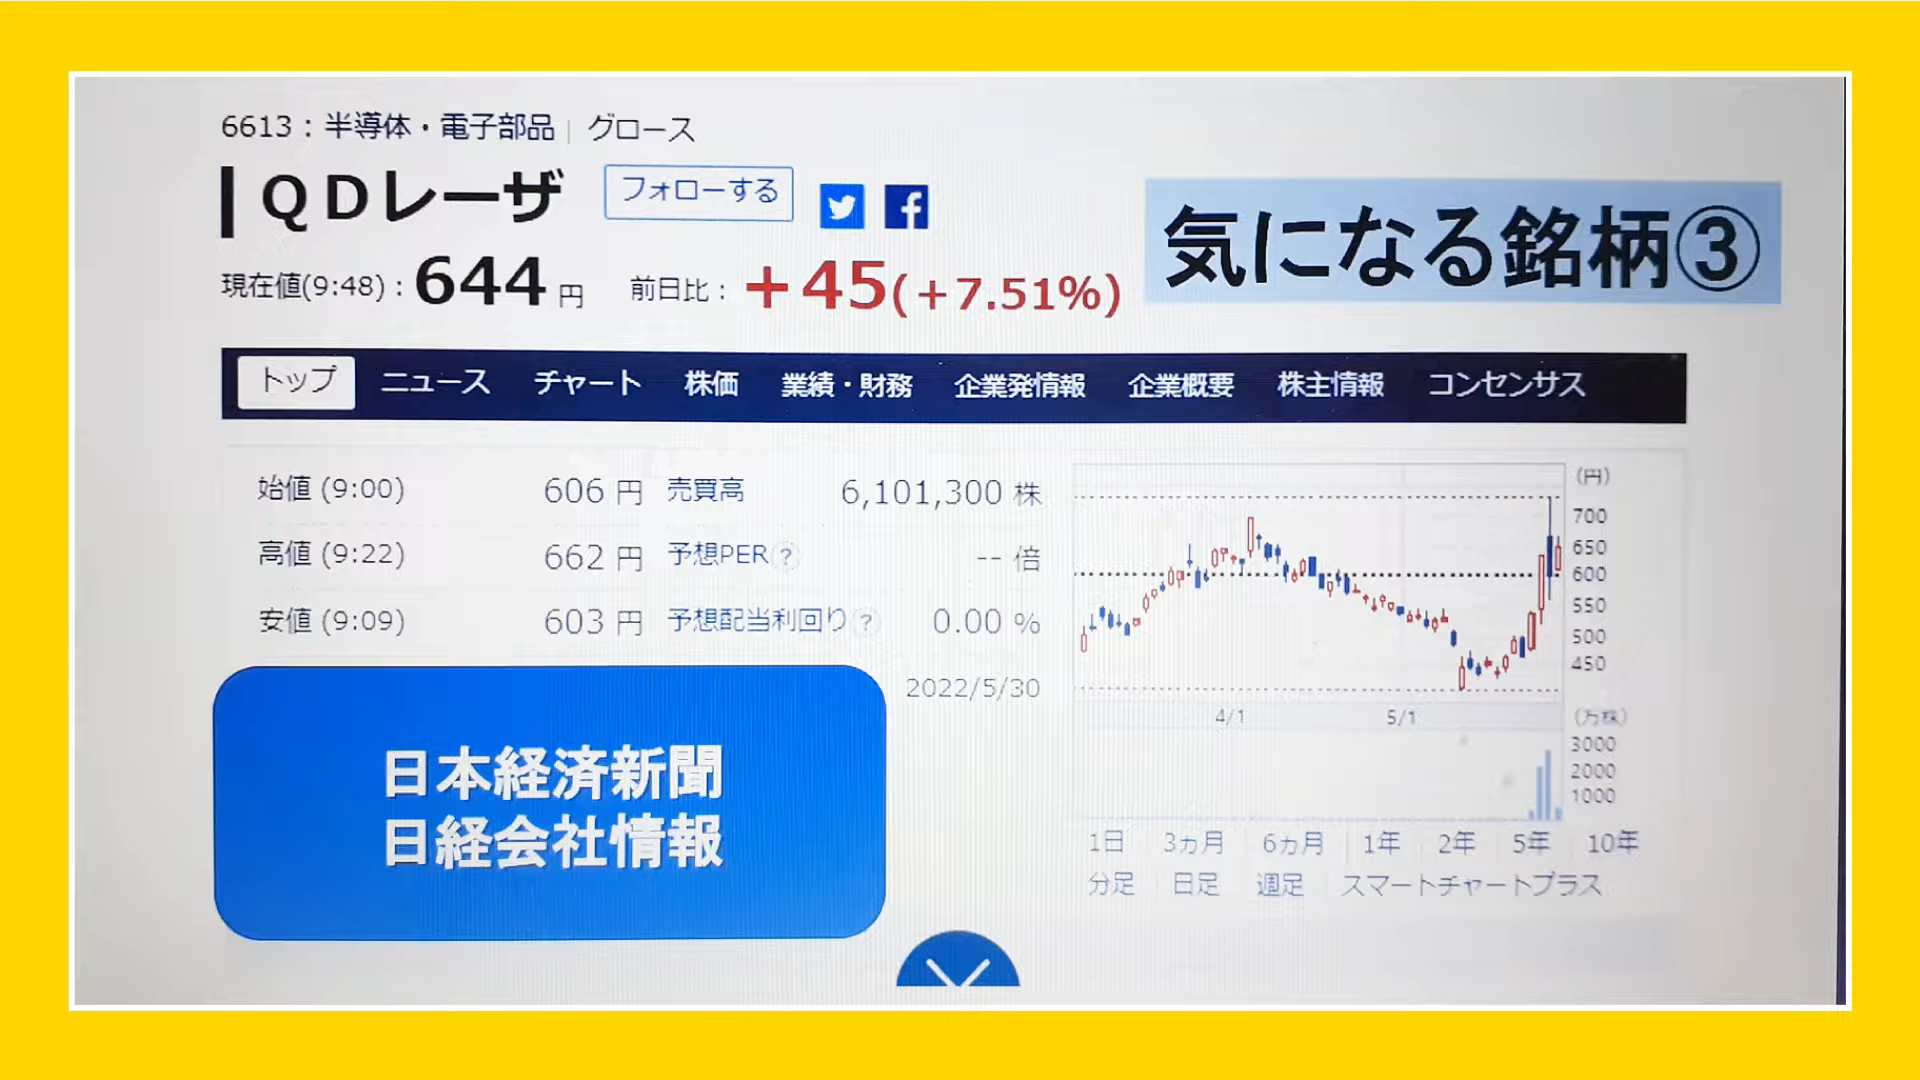 6613：半導体・電子部品 | グロース
ＱＤレーザ
フォローする
気になる銘柄③
現在値(9:48)：644 円
前日比：+45(+7.51%)
トップ ニュース チャート 株価 業績・財務 企業発情報 企業概要 株主情報 コンセンサス
始値 (9:00) 606 円 売買高 6,101,300 株
高値 (9:22) 662 円 予想PER ? -- 倍
安値 (9:09) 603 円 予想配当利回り ? 0.00 %
2022/5/30
日本経済新聞
日経会社情報
(円)
700
650
600
550
500
450
4/1 5/1
(万株)
3000
2000
1000
1日 3ヵ月 6ヵ月 1年 2年 5年 10年
分足 日足 週足 スマートチャートプラス